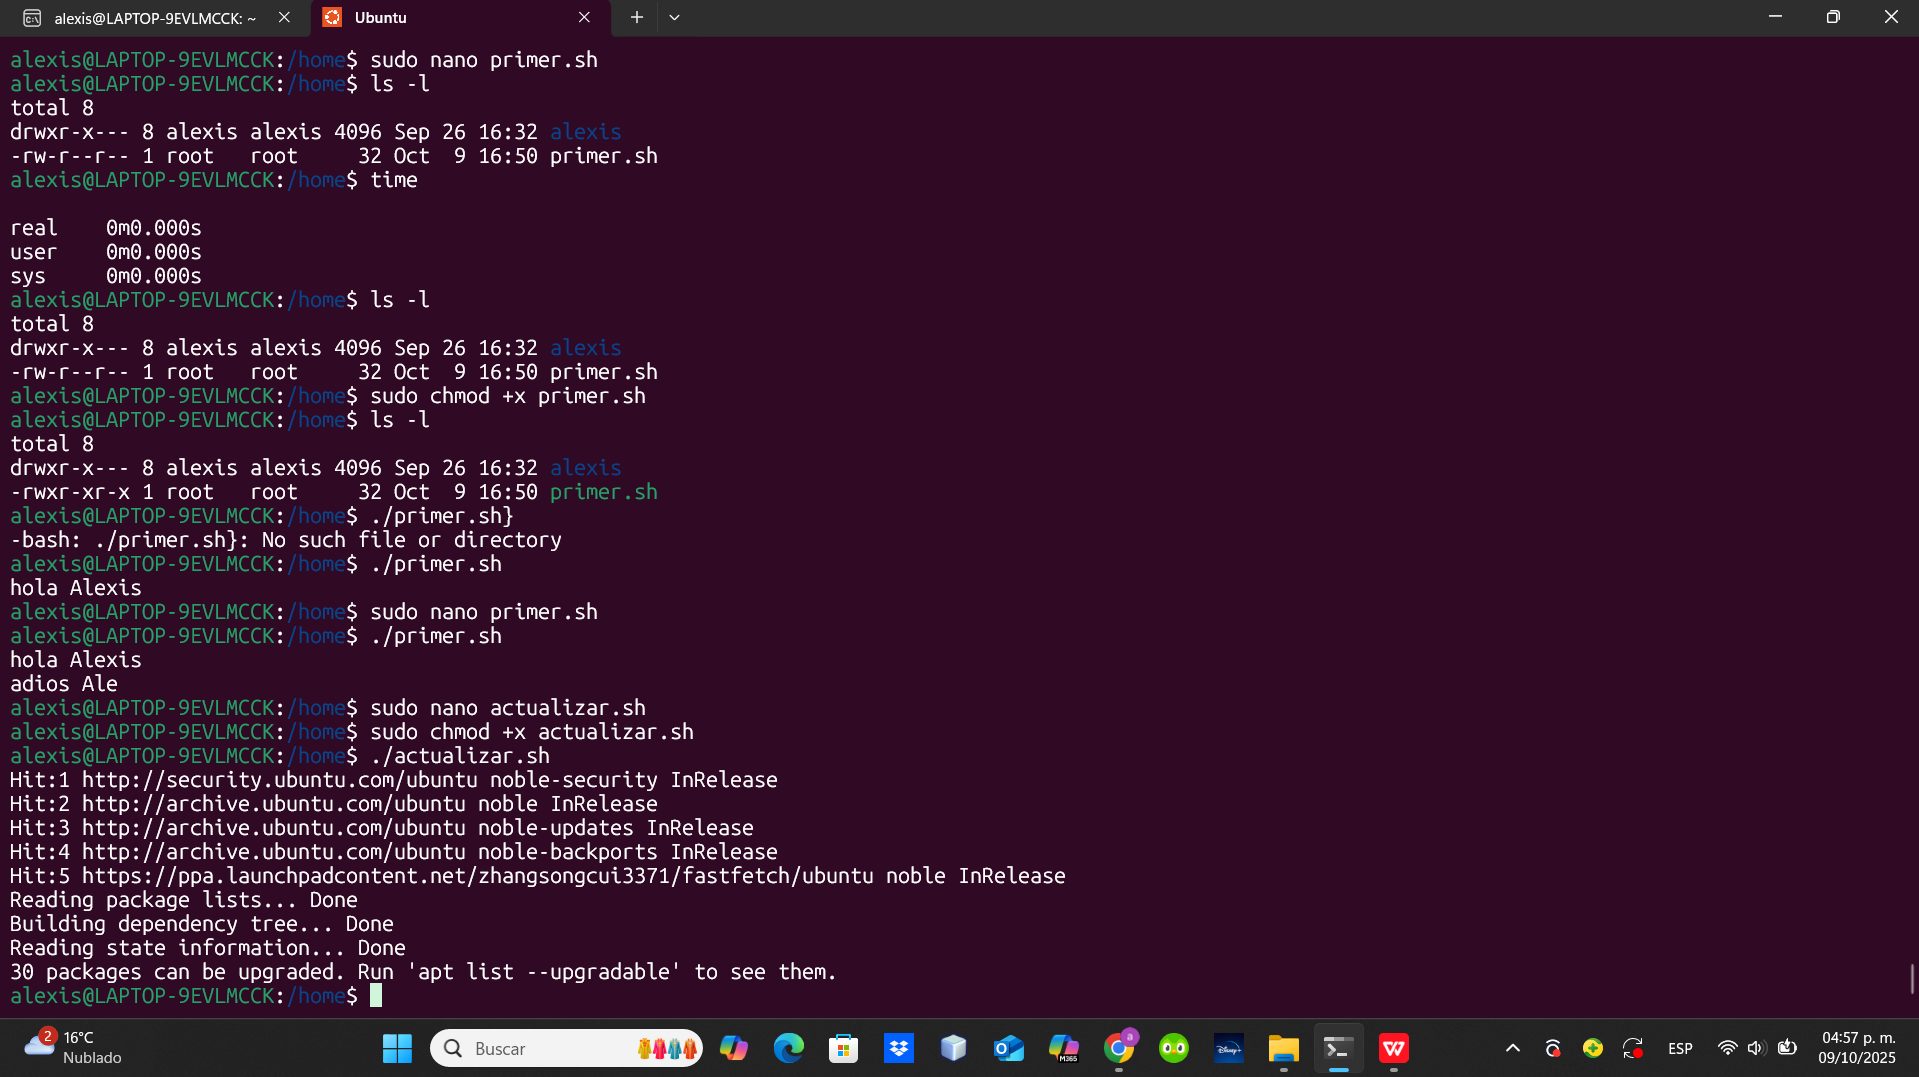 alexis@LAPTOP-9EVLMCCK: ~
Ubuntu
alexis@LAPTOP-9EVLMCCK:/home$ sudo nano primer.sh
alexis@LAPTOP-9EVLMCCK:/home$ ls -l
total 8
drwxr-x--- 8 alexis alexis 4096 Sep 26 16:32 alexis
-rw-r--r-- 1 root   root     32 Oct  9 16:50 primer.sh
alexis@LAPTOP-9EVLMCCK:/home$ time
real    0m0.000s
user    0m0.000s
sys     0m0.000s
alexis@LAPTOP-9EVLMCCK:/home$ ls -l
total 8
drwxr-x--- 8 alexis alexis 4096 Sep 26 16:32 alexis
-rw-r--r-- 1 root   root     32 Oct  9 16:50 primer.sh
alexis@LAPTOP-9EVLMCCK:/home$ sudo chmod +x primer.sh
alexis@LAPTOP-9EVLMCCK:/home$ ls -l
total 8
drwxr-x--- 8 alexis alexis 4096 Sep 26 16:32 alexis
-rwxr-xr-x 1 root   root     32 Oct  9 16:50 primer.sh
alexis@LAPTOP-9EVLMCCK:/home$ ./primer.sh}
-bash: ./primer.sh}: No such file or directory
alexis@LAPTOP-9EVLMCCK:/home$ ./primer.sh
hola Alexis
alexis@LAPTOP-9EVLMCCK:/home$ sudo nano primer.sh
alexis@LAPTOP-9EVLMCCK:/home$ ./primer.sh
hola Alexis
adios Ale
alexis@LAPTOP-9EVLMCCK:/home$ sudo nano actualizar.sh
alexis@LAPTOP-9EVLMCCK:/home$ sudo chmod +x actualizar.sh
alexis@LAPTOP-9EVLMCCK:/home$ ./actualizar.sh
Hit:1 http://security.ubuntu.com/ubuntu noble-security InRelease
Hit:2 http://archive.ubuntu.com/ubuntu noble InRelease
Hit:3 http://archive.ubuntu.com/ubuntu noble-updates InRelease
Hit:4 http://archive.ubuntu.com/ubuntu noble-backports InRelease
Hit:5 https://ppa.launchpadcontent.net/zhangsongcui3371/fastfetch/ubuntu noble InRelease
Reading package lists... Done
Building dependency tree... Done
Reading state information... Done
30 packages can be upgraded. Run 'apt list --upgradable' to see them.
alexis@LAPTOP-9EVLMCCK:/home$
2
16°C
Nublado
Buscar
M365
a
Disney+
ESP
04:57 p. m.
09/10/2025